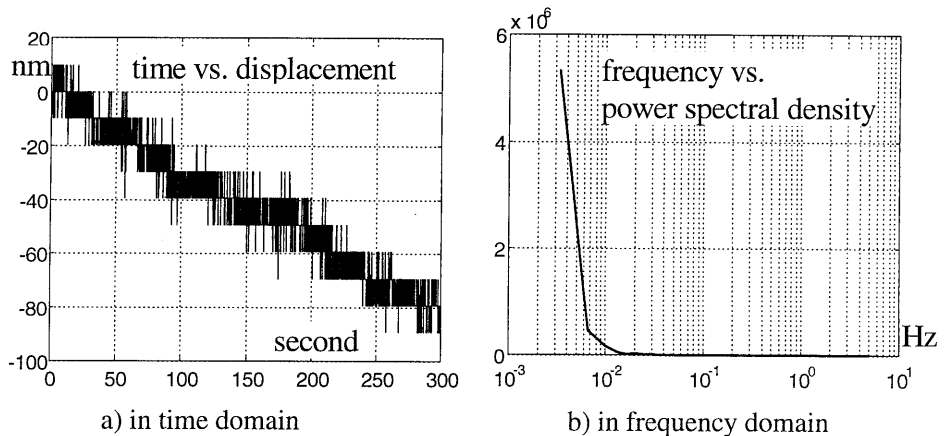 20
nm
0
-20
-40
-60
-80
-100
time vs. displacement
second
0 50 100 150 200 250 300
a) in time domain
x 10^6
6
4
2
0
frequency vs.
power spectral density
Hz
10^-3 10^-2 10^-1 10^0 10^1
b) in frequency domain